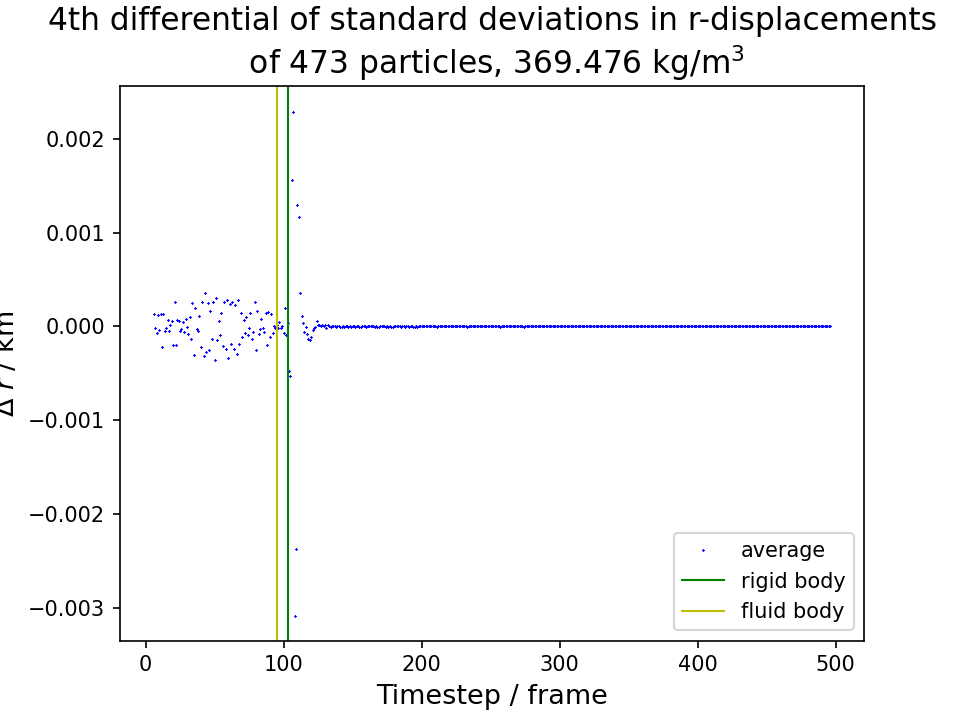 4th differential of standard deviations in r-displacements
of 473 particles, 369.476 kg/m³
0.002
0.001
0.000
−0.001
−0.002
−0.003
Δ r / km
0 100 200 300 400 500
Timestep / frame
average
rigid body
fluid body